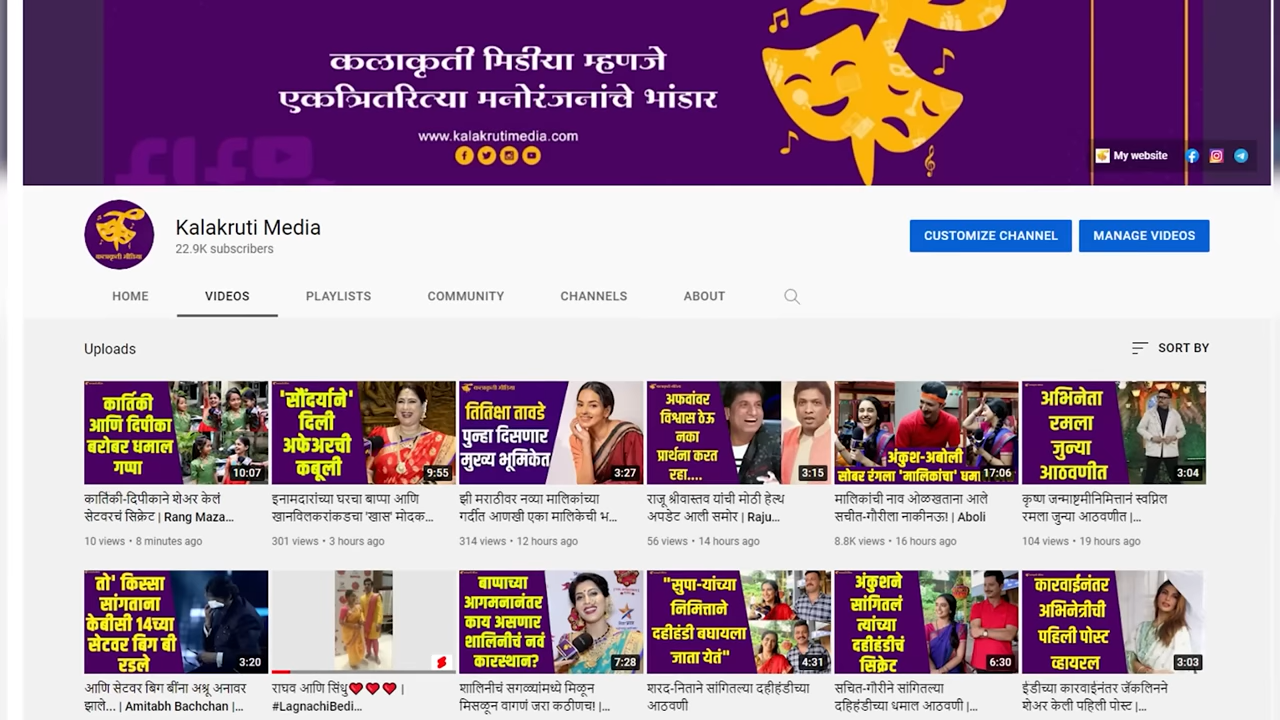 कलाकृती मिडीया म्हणजे
एकत्रितरित्या मनोरंजनांचे भांडार
www.kalakrutimedia.com
My website
कलाकृती मीडिया
Kalakruti Media
22.9K subscribers
CUSTOMIZE CHANNEL
MANAGE VIDEOS
HOME
VIDEOS
PLAYLISTS
COMMUNITY
CHANNELS
ABOUT
Uploads
SORT BY
कार्तिकी
आणि दिपीका
बरोबर धमाल
गप्पा
10:07
कार्तिकी-दिपीकाने शेअर केलं
सेटवरचं सिक्रेट | Rang Maza...
10 views • 8 minutes ago
'सौंदर्याने'
दिली
अफेअरची
कबूली
9:55
इनामदारांच्या घरचा बाप्पा आणि
खानविलकरांकडचा 'खास' मोदक...
301 views • 3 hours ago
कलाकृती मीडिया
तितिक्षा तावडे
पुन्हा दिसणार
मुख्य भूमिकेत
3:27
झी मराठीवर नव्या मालिकांच्या
गर्दीत आणखी एका मालिकेची भ...
314 views • 12 hours ago
कलाकृती मीडिया
अफवांवर
विश्वास ठेऊ
नका
प्रार्थना करत
रहा....
3:15
राजू श्रीवास्तव यांची मोठी हेल्थ
अपडेट आली समोर | Raju...
56 views • 14 hours ago
अंकुश-अबोली
सोबर रंगला 'मालिकांचा' धमा
17:06
मालिकांची नाव ओळखताना आले
सचीत-गौरीला नाकीनऊ! | Aboli
8.8K views • 16 hours ago
अभिनेता
रमला
जुन्या
आठवणीत
3:04
कृष्ण जन्माष्टमीनिमित्तानं स्वप्निल
रमला जुन्या आठवणीत |...
104 views • 19 hours ago
तो' किस्सा
सांगताना
केबीसी 14च्या
सेटवर बिग बी
रडले
3:20
आणि सेटवर बिग बींना अश्रू अनावर
झाले... | Amitabh Bachchan |...
राघव आणि सिंधु❤❤❤ |
#LagnachiBedi...
बाप्पाच्या
आगमनानंतर
काय असणार
शालिनीचं नवं
कारस्थान?
7:28
शालिनीचं सगळ्यांमध्ये मिळून
मिसळून वागणं जरा कठीणच! |...
"सुपा-यांच्या
निमित्ताने
दहीहंडी बघायला
जाता येतं"
4:31
शरद-निताने सांगितल्या दहीहंडीच्या
आठवणी
अंकुशने
सांगितलं
त्यांच्या
दहीहंडीचं
सिक्रेट
6:30
सचित-गौरीने सांगितल्या
दहिहंडीच्या धमाल आठवणी |...
कारवाईनंतर
अभिनेत्रीची
पहिली पोस्ट
व्हायरल
3:03
ईडीच्या कारवाईनंतर जॅकलिनने
शेअर केली पहिली पोस्ट |...